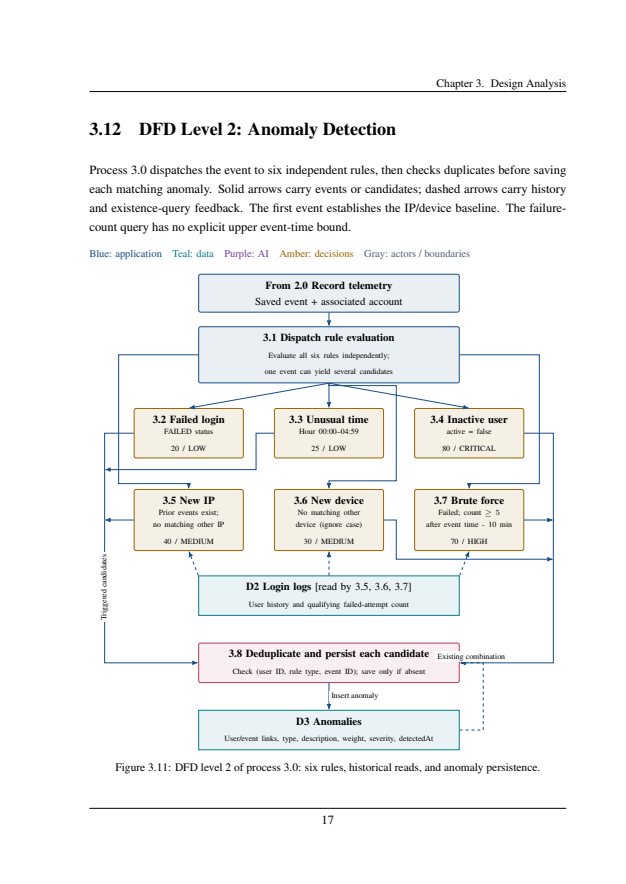 Chapter 3. Design Analysis
3.12 DFD Level 2: Anomaly Detection
Process 3.0 dispatches the event to six independent rules, then checks duplicates before saving
each matching anomaly. Solid arrows carry events or candidates; dashed arrows carry history
and existence-query feedback. The first event establishes the IP/device baseline. The failure-
count query has no explicit upper event-time bound.
Blue: application Teal: data Purple: AI Amber: decisions Gray: actors / boundaries
From 2.0 Record telemetry
Saved event + associated account
3.1 Dispatch rule evaluation
Evaluate all six rules independently;
one event can yield several candidates
3.2 Failed login
FAILED status
20 / LOW
3.3 Unusual time
Hour 00:00–04:59
25 / LOW
3.4 Inactive user
active = false
80 / CRITICAL
3.5 New IP
Prior events exist;
no matching other IP
40 / MEDIUM
3.6 New device
No matching other
device (ignore case)
30 / MEDIUM
3.7 Brute force
Failed; count ≥ 5
after event time - 10 min
70 / HIGH
Triggered candidates
D2 Login logs [read by 3.5, 3.6, 3.7]
User history and qualifying failed-attempt count
3.8 Deduplicate and persist each candidate
Existing combination
Check (user ID, rule type, event ID); save only if absent
Insert anomaly
D3 Anomalies
User/event links, type, description, weight, severity, detectedAt
Figure 3.11: DFD level 2 of process 3.0: six rules, historical reads, and anomaly persistence.
17